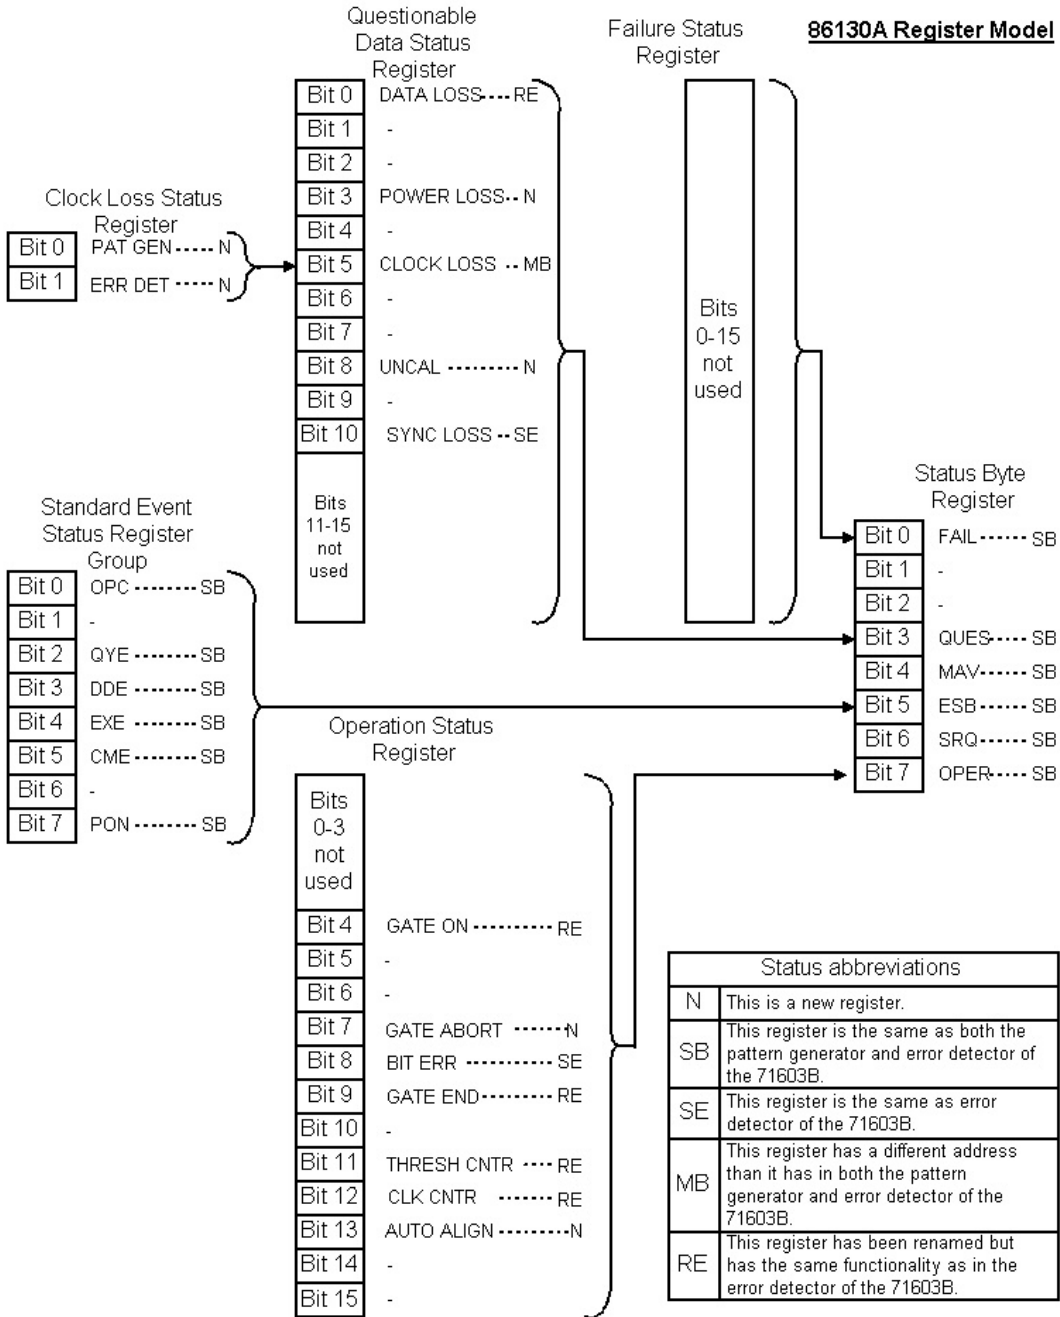 86130A Register Model
Questionable
Data Status
Register
Bit 0 DATA LOSS----RE
Bit 1 -
Bit 2 -
Bit 3 POWER LOSS-- N
Bit 4 -
Bit 5 CLOCK LOSS -- MB
Bit 6 -
Bit 7 -
Bit 8 UNCAL --------- N
Bit 9 -
Bit 10 SYNC LOSS -- SE
Bits
11-15
not
used
Failure Status
Register
Bits
0-15
not
used
Clock Loss Status
Register
Bit 0 PAT GEN ----- N
Bit 1 ERR DET ----- N
Standard Event
Status Register
Group
Bit 0 OPC -------- SB
Bit 1 -
Bit 2 QYE -------- SB
Bit 3 DDE -------- SB
Bit 4 EXE -------- SB
Bit 5 CME -------- SB
Bit 6 -
Bit 7 PON -------- SB
Status Byte
Register
Bit 0 FAIL ------ SB
Bit 1 -
Bit 2 -
Bit 3 QUES----- SB
Bit 4 MAV------ SB
Bit 5 ESB ------ SB
Bit 6 SRQ ------ SB
Bit 7 OPER----- SB
Operation Status
Register
Bits
0-3
not
used
Bit 4 GATE ON ---------- RE
Bit 5 -
Bit 6 -
Bit 7 GATE ABORT -------N
Bit 8 BIT ERR ---------- SE
Bit 9 GATE END--------- RE
Bit 10 -
Bit 11 THRESH CNTR ---- RE
Bit 12 CLK CNTR ------- RE
Bit 13 AUTO ALIGN ---------N
Bit 14 -
Bit 15 -
Status abbreviations
N This is a new register.
SB This register is the same as both the
pattern generator and error detector of
the 71603B.
SE This register is the same as error
detector of the 71603B.
MB This register has a different address
than it has in both the pattern
generator and error detector of the
71603B.
RE This register has been renamed but
has the same functionality as in the
error detector of the 71603B.